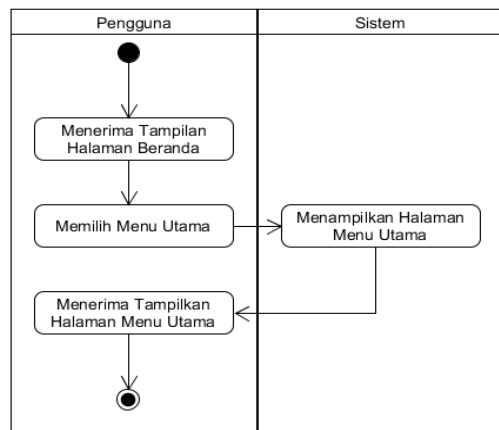 Pengguna
Sistem
Menerima Tampilan
Halaman Beranda
Memilih Menu Utama
Menampilkan Halaman
Menu Utama
Menerima Tampilkan
Halaman Menu Utama